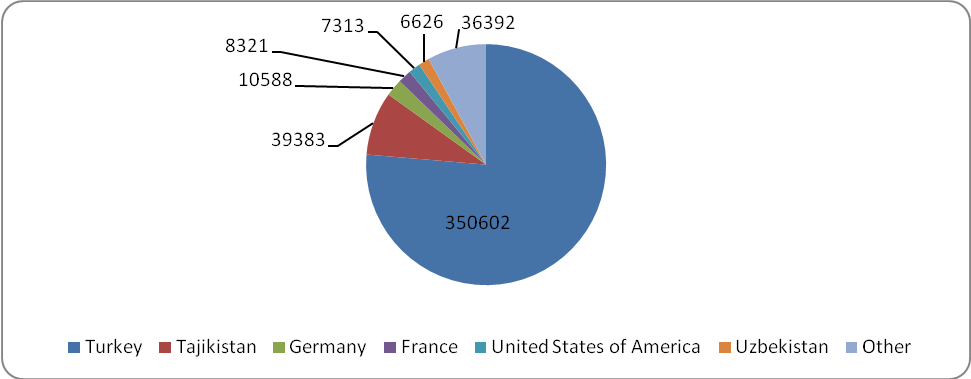 7313 6626 36392
8321
10588
39383
350602
Turkey Tajikistan Germany France United States of America Uzbekistan Other